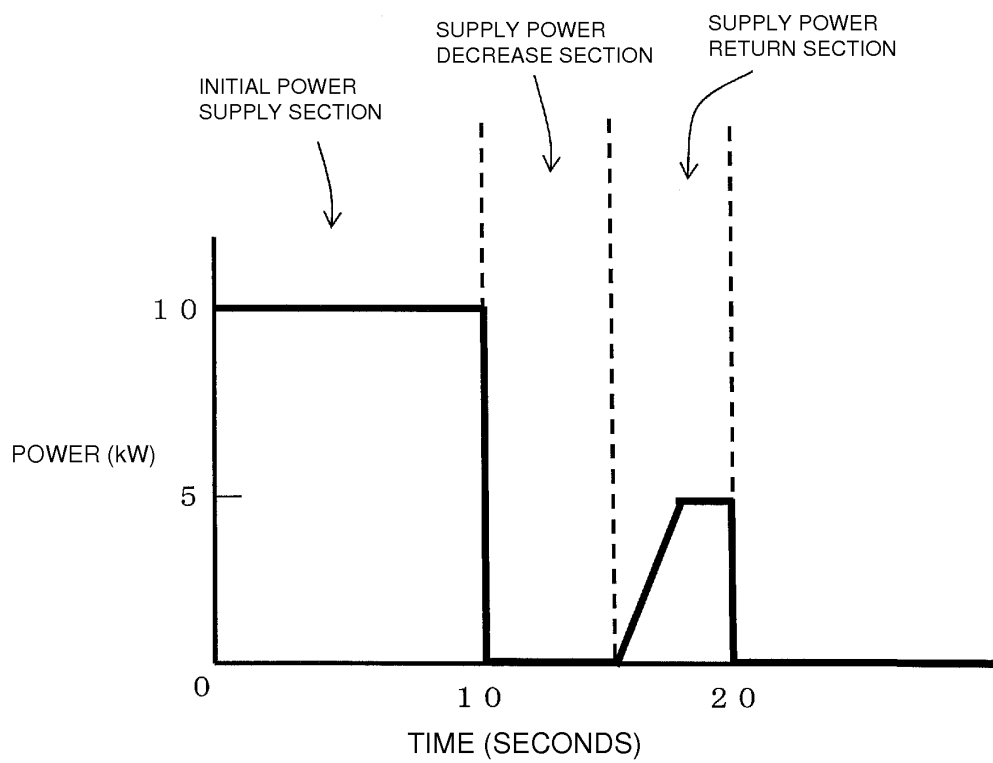 SUPPLY POWER
DECREASE SECTION
SUPPLY POWER
RETURN SECTION
INITIAL POWER
SUPPLY SECTION
10
POWER (kW)
5
0
10
20
TIME (SECONDS)